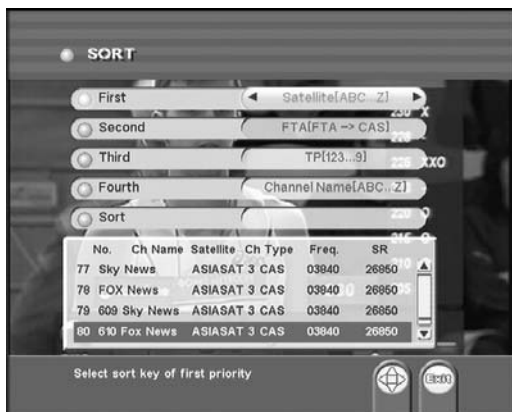 SORT
First Satellite[ABC Z]
Second FTA[FTA -> CAS]
Third TP[123...9]
Fourth Channel Name[ABC..Z]
Sort
No. Ch Name Satellite Ch Type Freq. SR
77 Sky News ASIASAT 3 CAS 03840 26850
78 FOX News ASIASAT 3 CAS 03840 26850
79 609 Sky News ASIASAT 3 CAS 03840 26850
80 610 Fox News ASIASAT 3 CAS 03840 26850
Select sort key of first priority
Exit